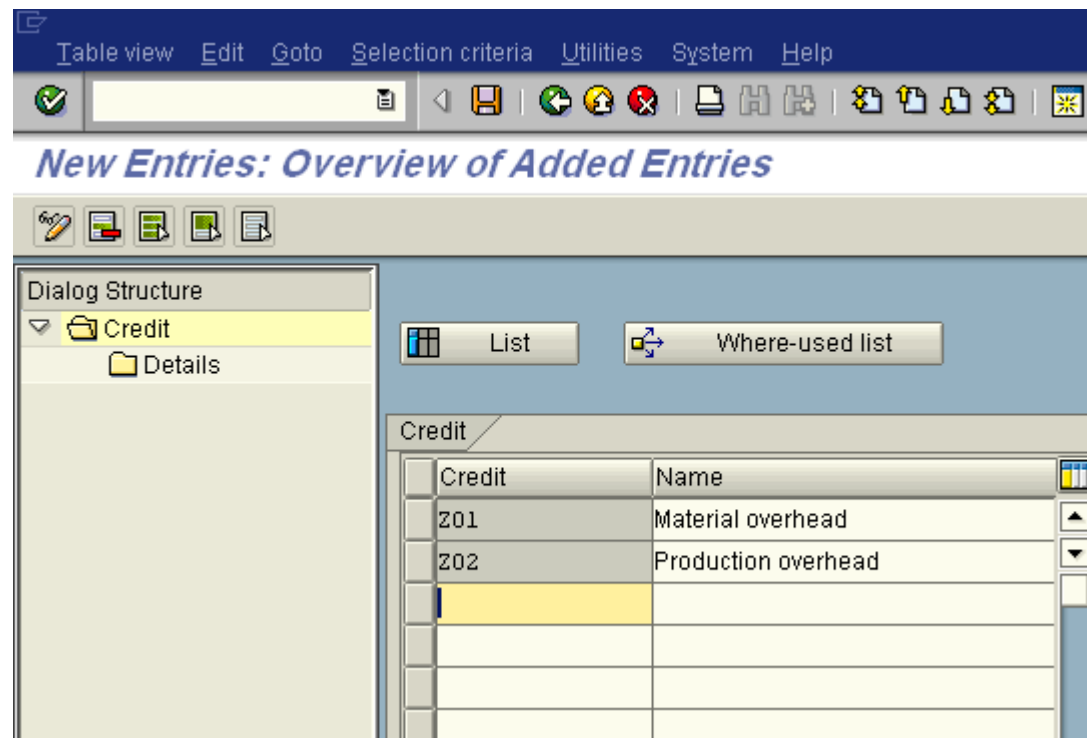 Table view Edit Goto Selection criteria Utilities System Help
New Entries: Overview of Added Entries
Dialog Structure
Credit
Details
List Where-used list
Credit
Credit Name
Z01 Material overhead
Z02 Production overhead